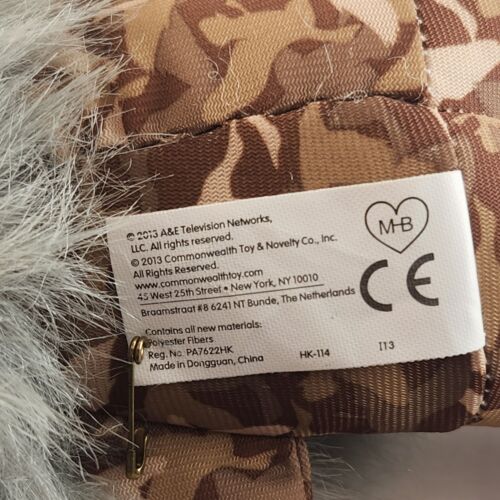 © 2013 A&E Television Networks,
LLC. All rights reserved.
© 2013 Commonwealth Toy & Novelty Co., Inc.
All Rights Reserved.
www.commonwealthtoy.com
45 West 25th Street • New York, NY 10010
Braamstraat #8 6241 NT Bunde, The Netherlands
Contains all new materials:
Polyester Fibers
Reg. No. PA7622HK
Made in Dongguan, China HK-114 I13
MHB
CE